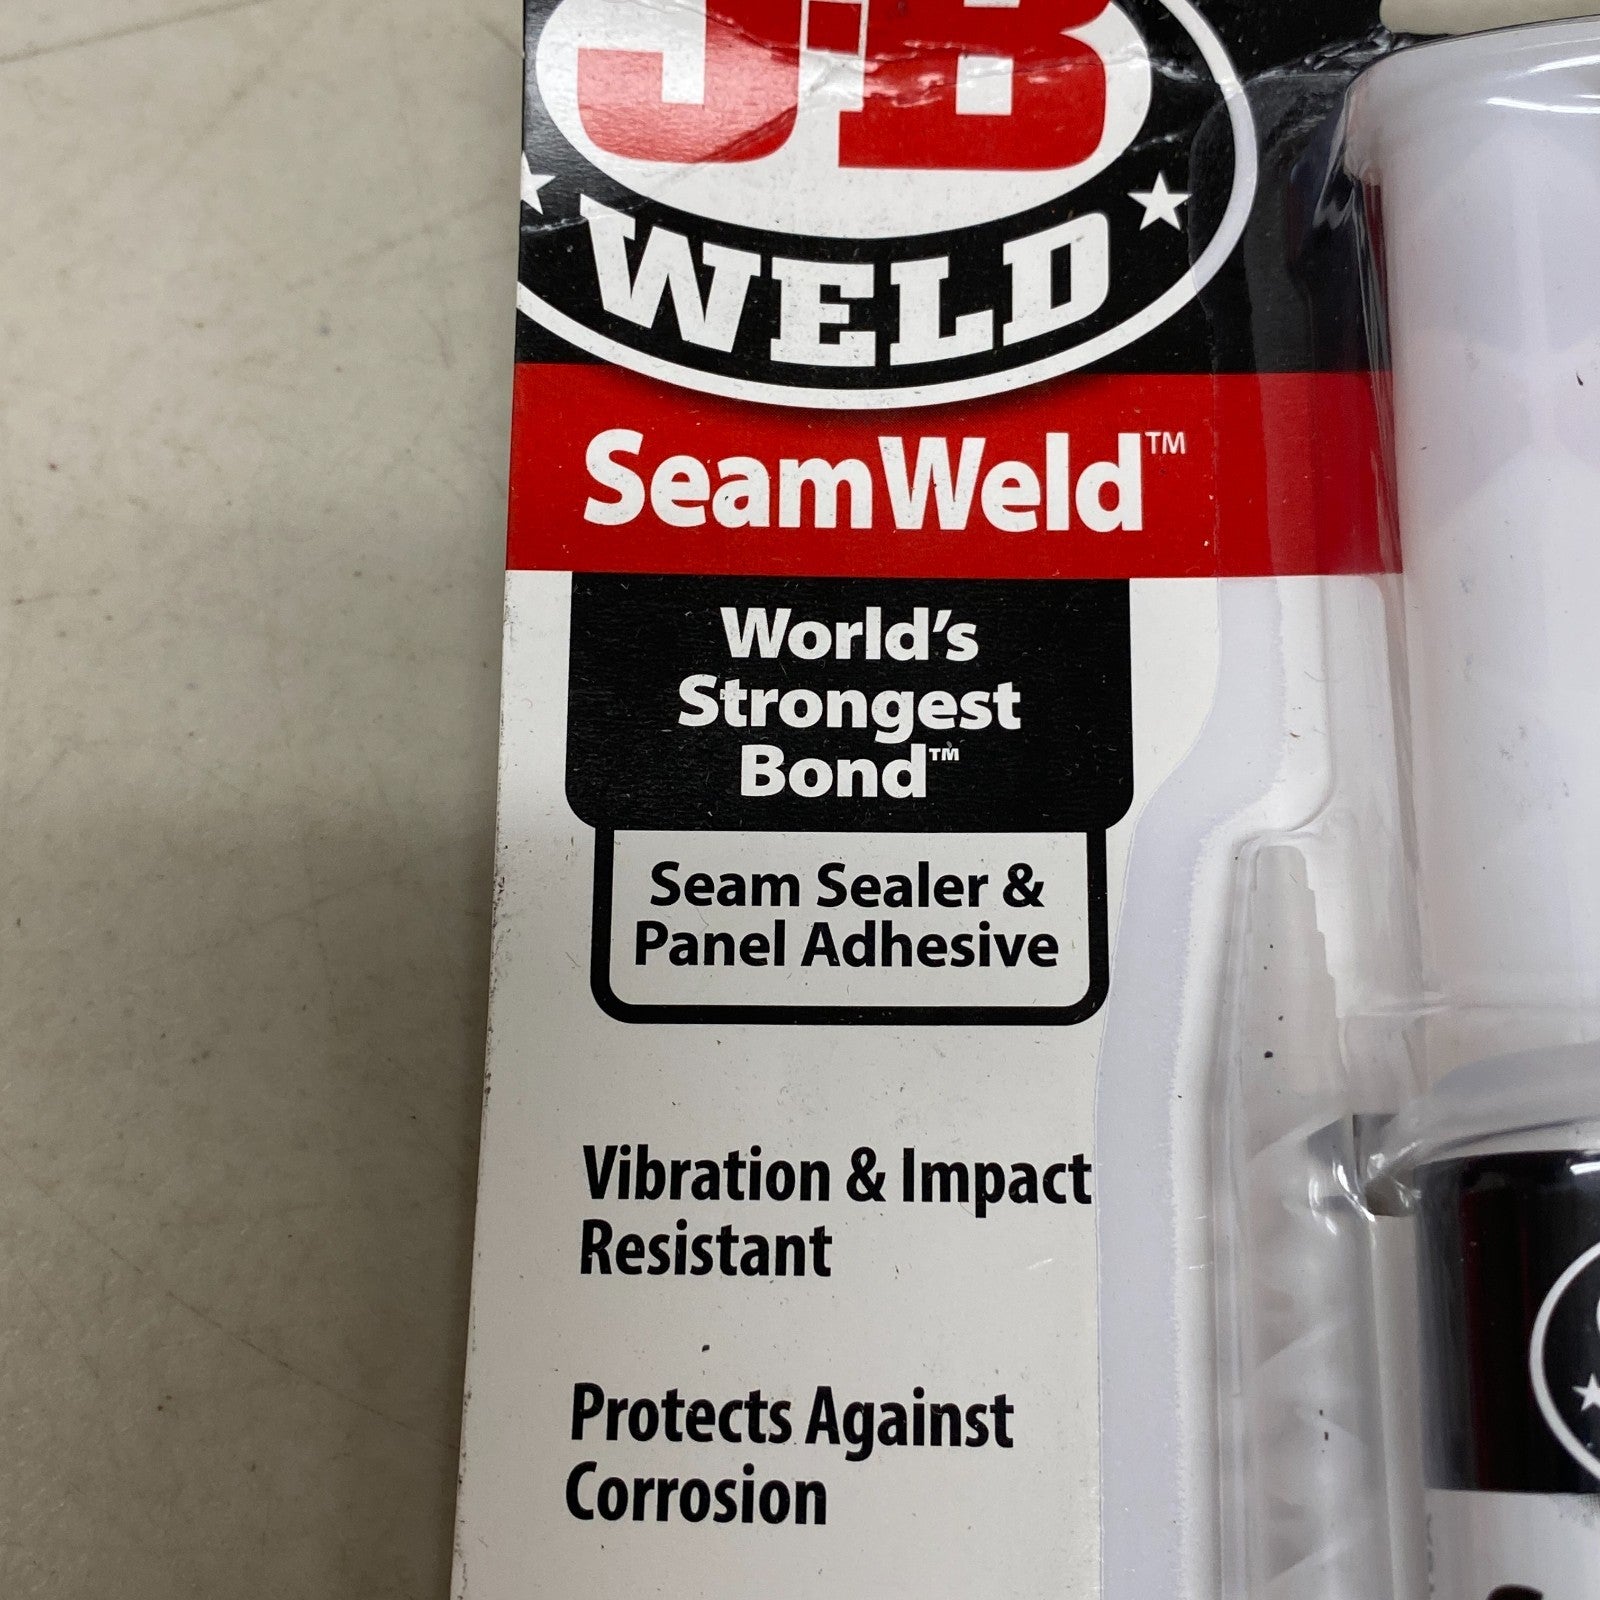 J-B
WELD
SeamWeld™
World's
Strongest
Bond™
Seam Sealer &
Panel Adhesive
Vibration & Impact
Resistant
Protects Against
Corrosion